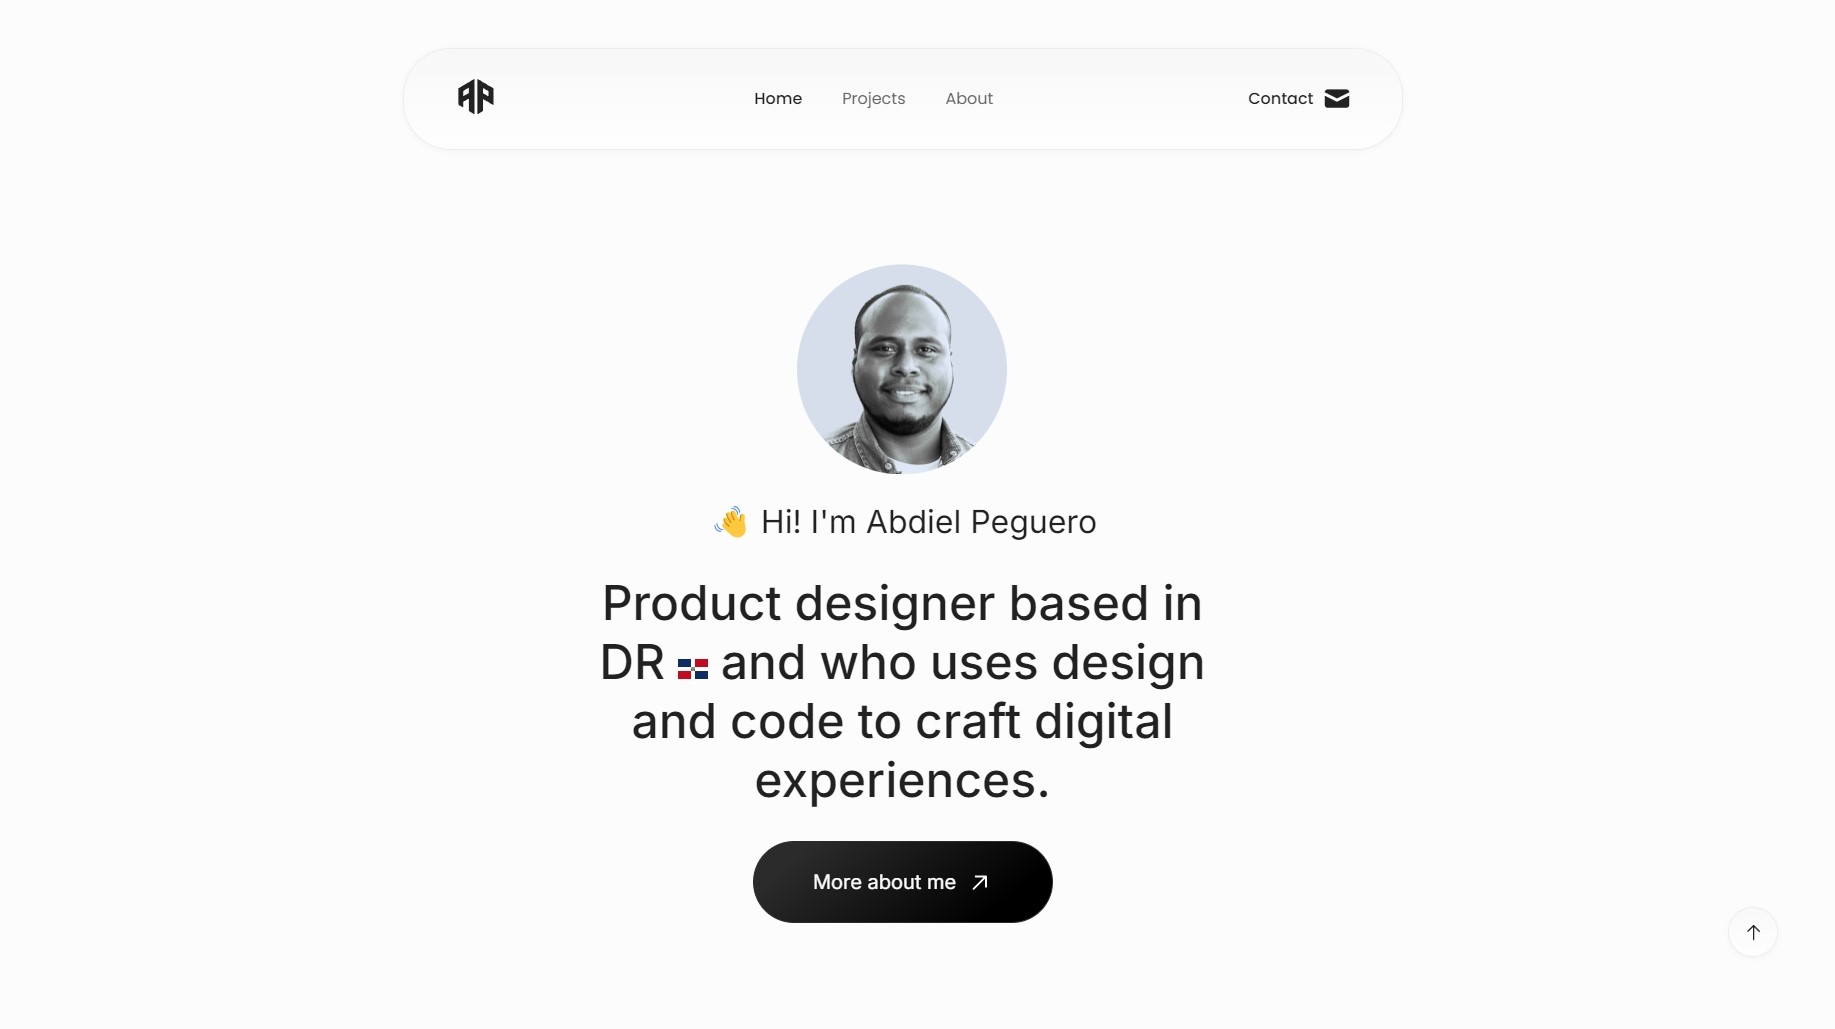 Home Projects About Contact
👋 Hi! I'm Abdiel Peguero
Product designer based in
DR 🇩🇴 and who uses design
and code to craft digital
experiences.
More about me